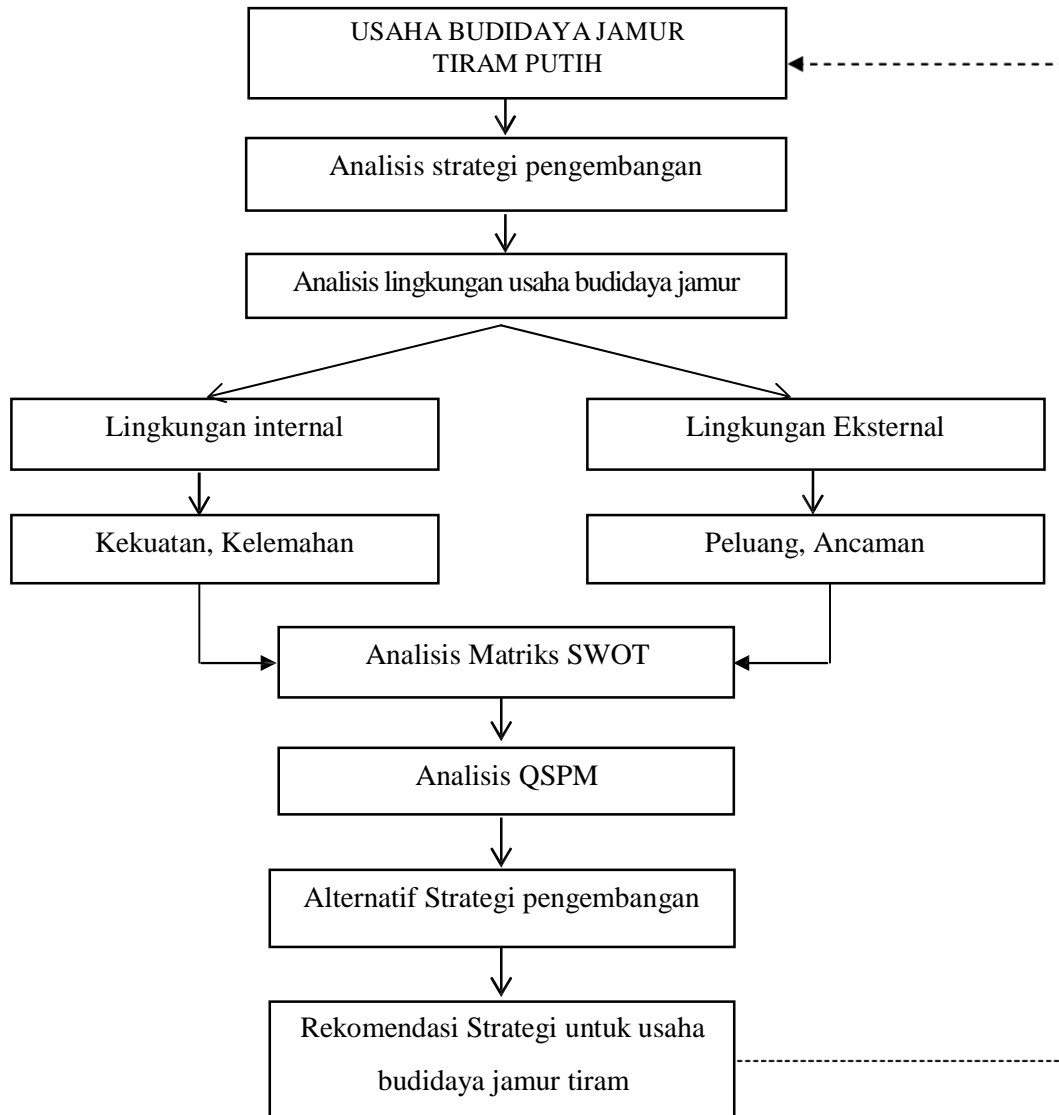 USAHA BUDIDAYA JAMUR
TIRAM PUTIH
Analisis strategi pengembangan
Analisis lingkungan usaha budidaya jamur
Lingkungan internal
Lingkungan Eksternal
Kekuatan, Kelemahan
Peluang, Ancaman
Analisis Matriks SWOT
Analisis QSPM
Alternatif Strategi pengembangan
Rekomendasi Strategi untuk usaha
budidaya jamur tiram